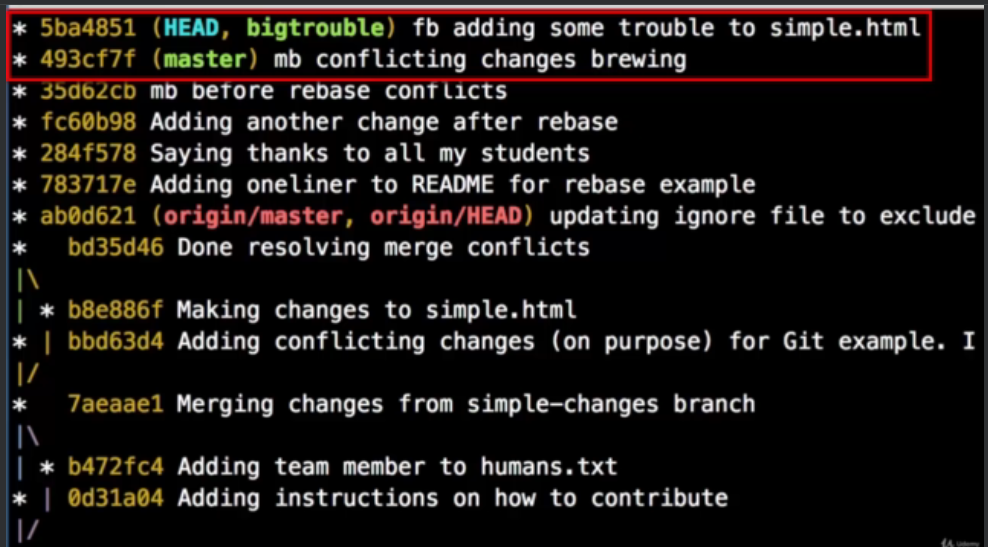 * 5ba4851 (HEAD, bigtrouble) fb adding some trouble to simple.html
* 493cf7f (master) mb conflicting changes brewing
* 35d62cb mb before rebase conflicts
* fc60b98 Adding another change after rebase
* 284f578 Saying thanks to all my students
* 783717e Adding oneliner to README for rebase example
* ab0d621 (origin/master, origin/HEAD) updating ignore file to exclude
*   bd35d46 Done resolving merge conflicts
|\
| * b8e886f Making changes to simple.html
* | bbd63d4 Adding conflicting changes (on purpose) for Git example. I
|/
*   7aeaae1 Merging changes from simple-changes branch
|\
| * b472fc4 Adding team member to humans.txt
* | 0d31a04 Adding instructions on how to contribute
|/
Udemy